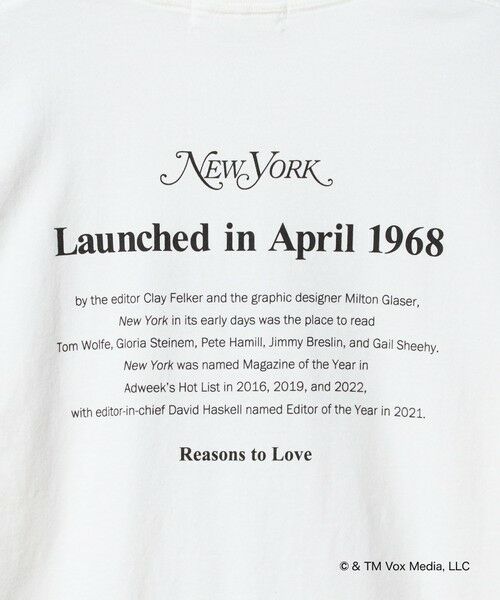 NEW YORK
Launched in April 1968
by the editor Clay Felker and the graphic designer Milton Glaser,
New York in its early days was the place to read
Tom Wolfe, Gloria Steinem, Pete Hamill, Jimmy Breslin, and Gail Sheehy.
New York was named Magazine of the Year in
Adweek's Hot List in 2016, 2019, and 2022,
with editor-in-chief David Haskell named Editor of the Year in 2021.
Reasons to Love
© & TM Vox Media, LLC